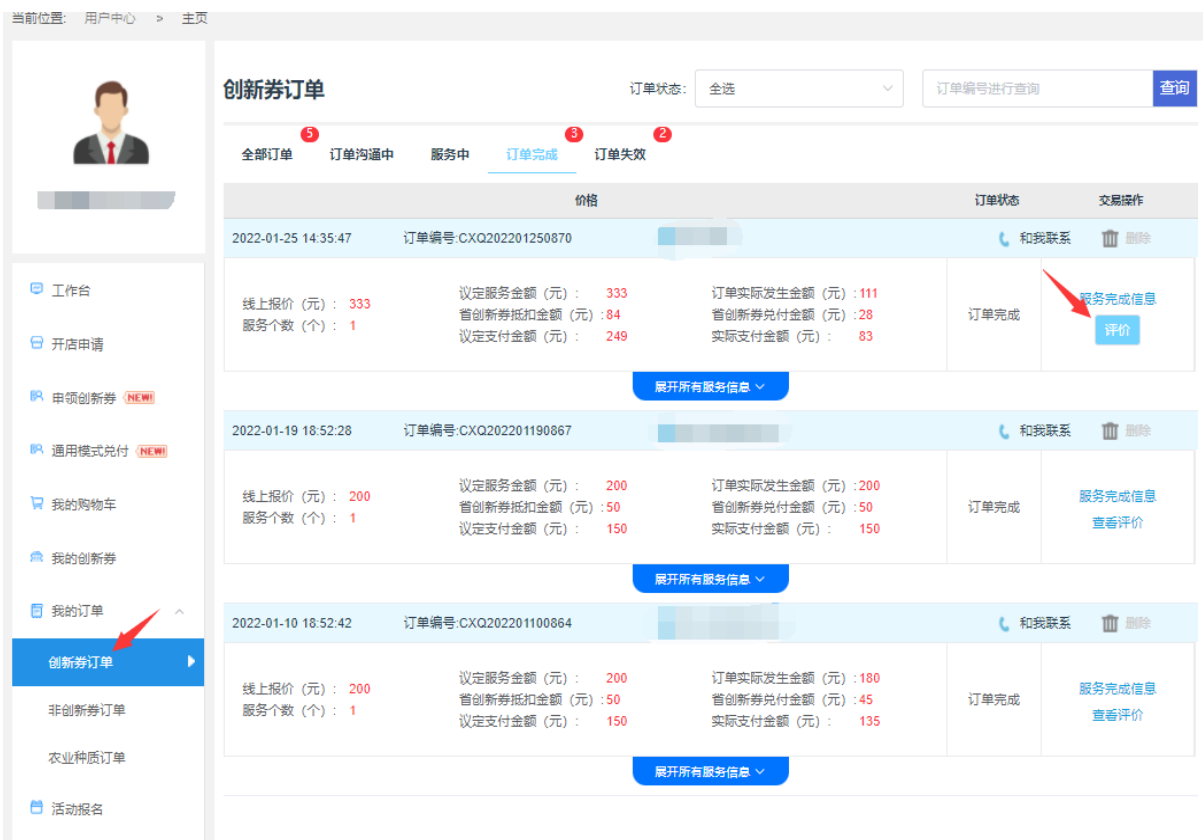 当前位置: 用户中心 > 主页
创新券订单
订单状态: 全选
订单编号进行查询
查询
全部订单 5
订单沟通中
服务中
订单完成 3
订单失效 2
价格 订单状态 交易操作
2022-01-25 14:35:47 订单编号:CXQ202201250870 和我联系 删除
线上报价（元）: 333
服务个数（个）: 1
议定服务金额（元）: 333
省创新券抵扣金额（元）:84
议定支付金额（元）: 249
订单实际发生金额（元）:111
省创新券兑付金额（元）:28
实际支付金额（元）: 83
订单完成
服务完成信息
评价
展开所有服务信息
2022-01-19 18:52:28 订单编号:CXQ202201190867 和我联系 删除
线上报价（元）: 200
服务个数（个）: 1
议定服务金额（元）: 200
省创新券抵扣金额（元）:50
议定支付金额（元）: 150
订单实际发生金额（元）:200
省创新券兑付金额（元）:50
实际支付金额（元）: 150
订单完成
服务完成信息
查看评价
展开所有服务信息
2022-01-10 18:52:42 订单编号:CXQ202201100864 和我联系 删除
线上报价（元）: 200
服务个数（个）: 1
议定服务金额（元）: 200
省创新券抵扣金额（元）:50
议定支付金额（元）: 150
订单实际发生金额（元）:180
省创新券兑付金额（元）:45
实际支付金额（元）: 135
订单完成
服务完成信息
查看评价
展开所有服务信息
工作台
开店申请
申领创新券 NEW!
通用模式兑付 NEW!
我的购物车
我的创新券
我的订单
创新券订单
非创新券订单
农业种质订单
活动报名